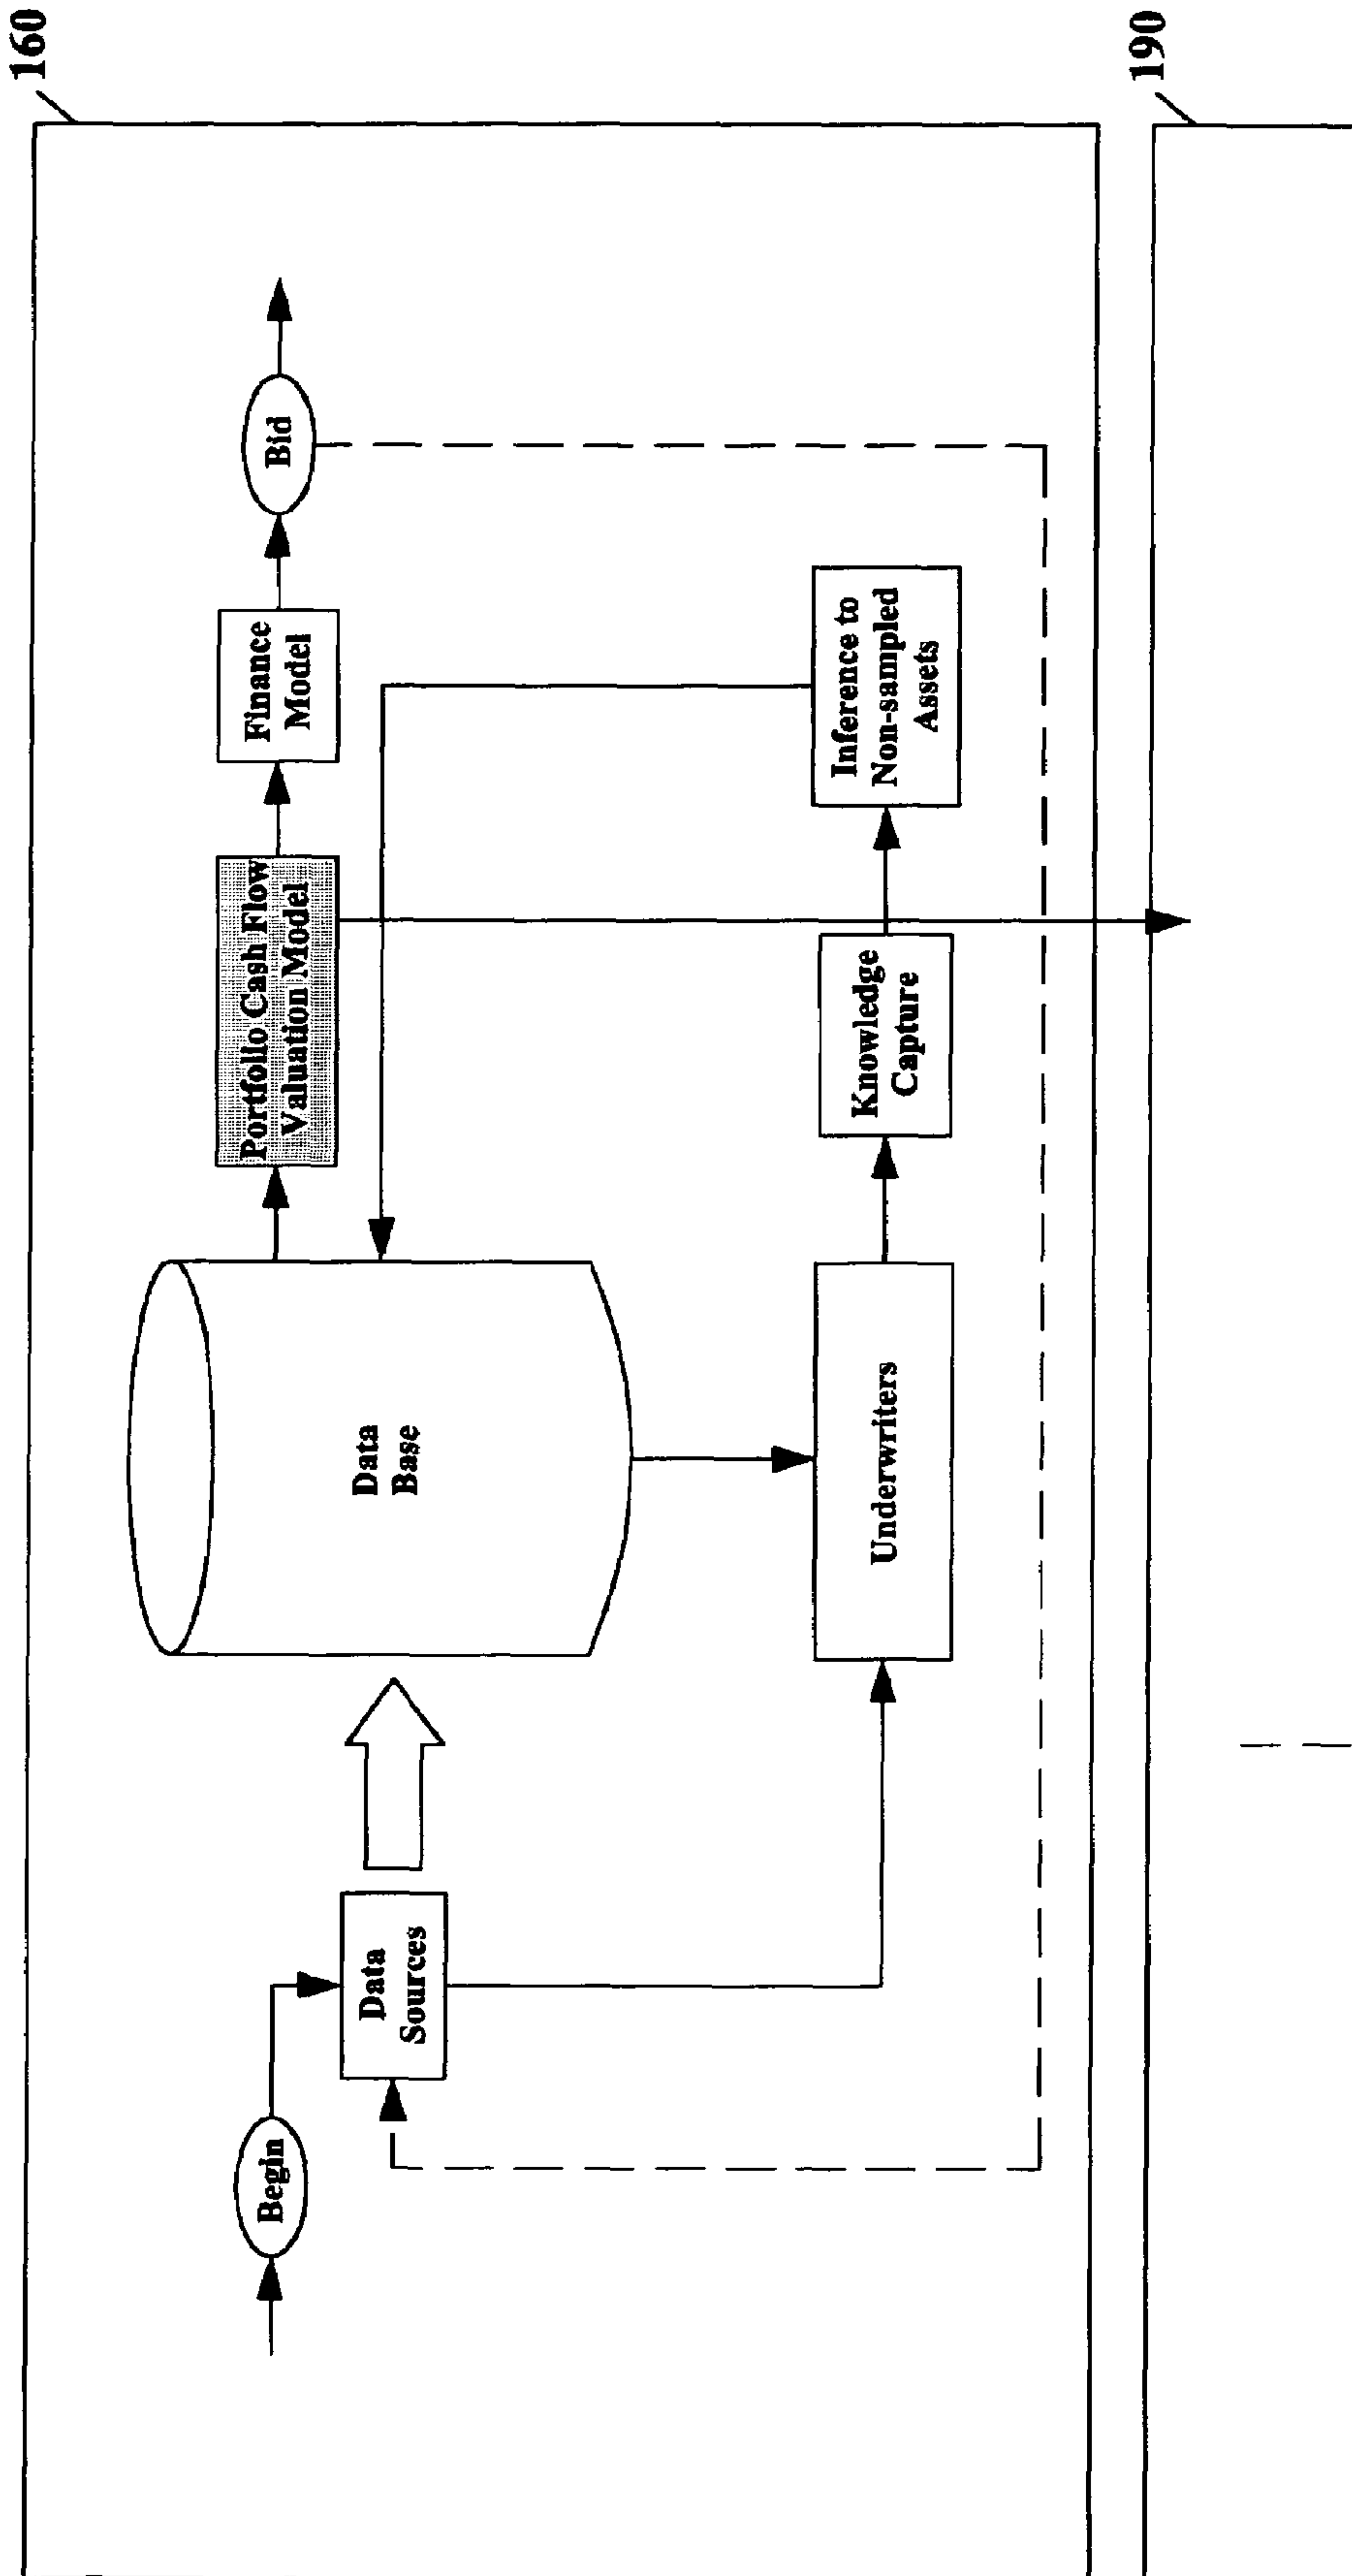 160
Begin
Data
Sources
Data
Base
Portfolio Cash Flow
Valuation Model
Finance
Model
Bid
Underwriters
Knowledge
Capture
Inference to
Non-sampled
Assets
190